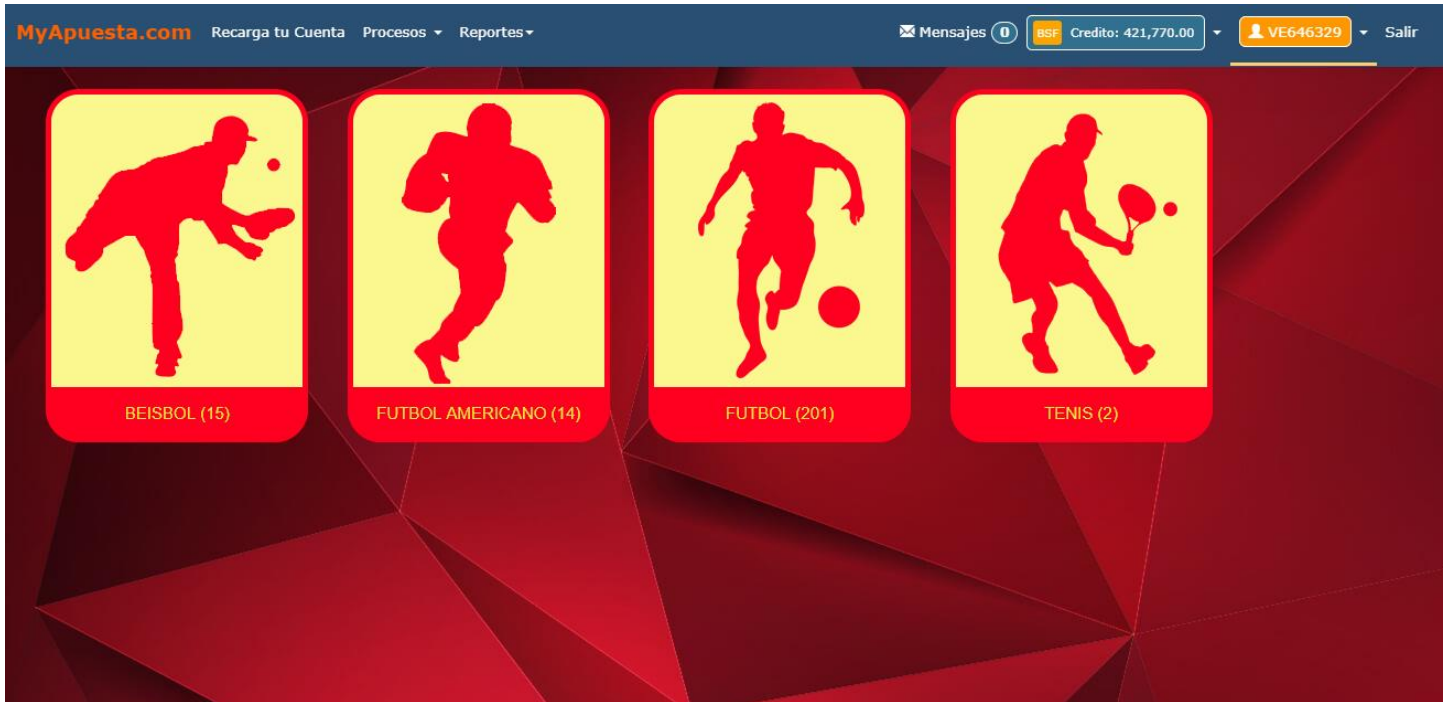 MyApuesta.com Recarga tu Cuenta Procesos Reportes Mensajes 0 BSF Credito: 421,770.00 VE646329 Salir
BEISBOL (15) FUTBOL AMERICANO (14) FUTBOL (201) TENIS (2)